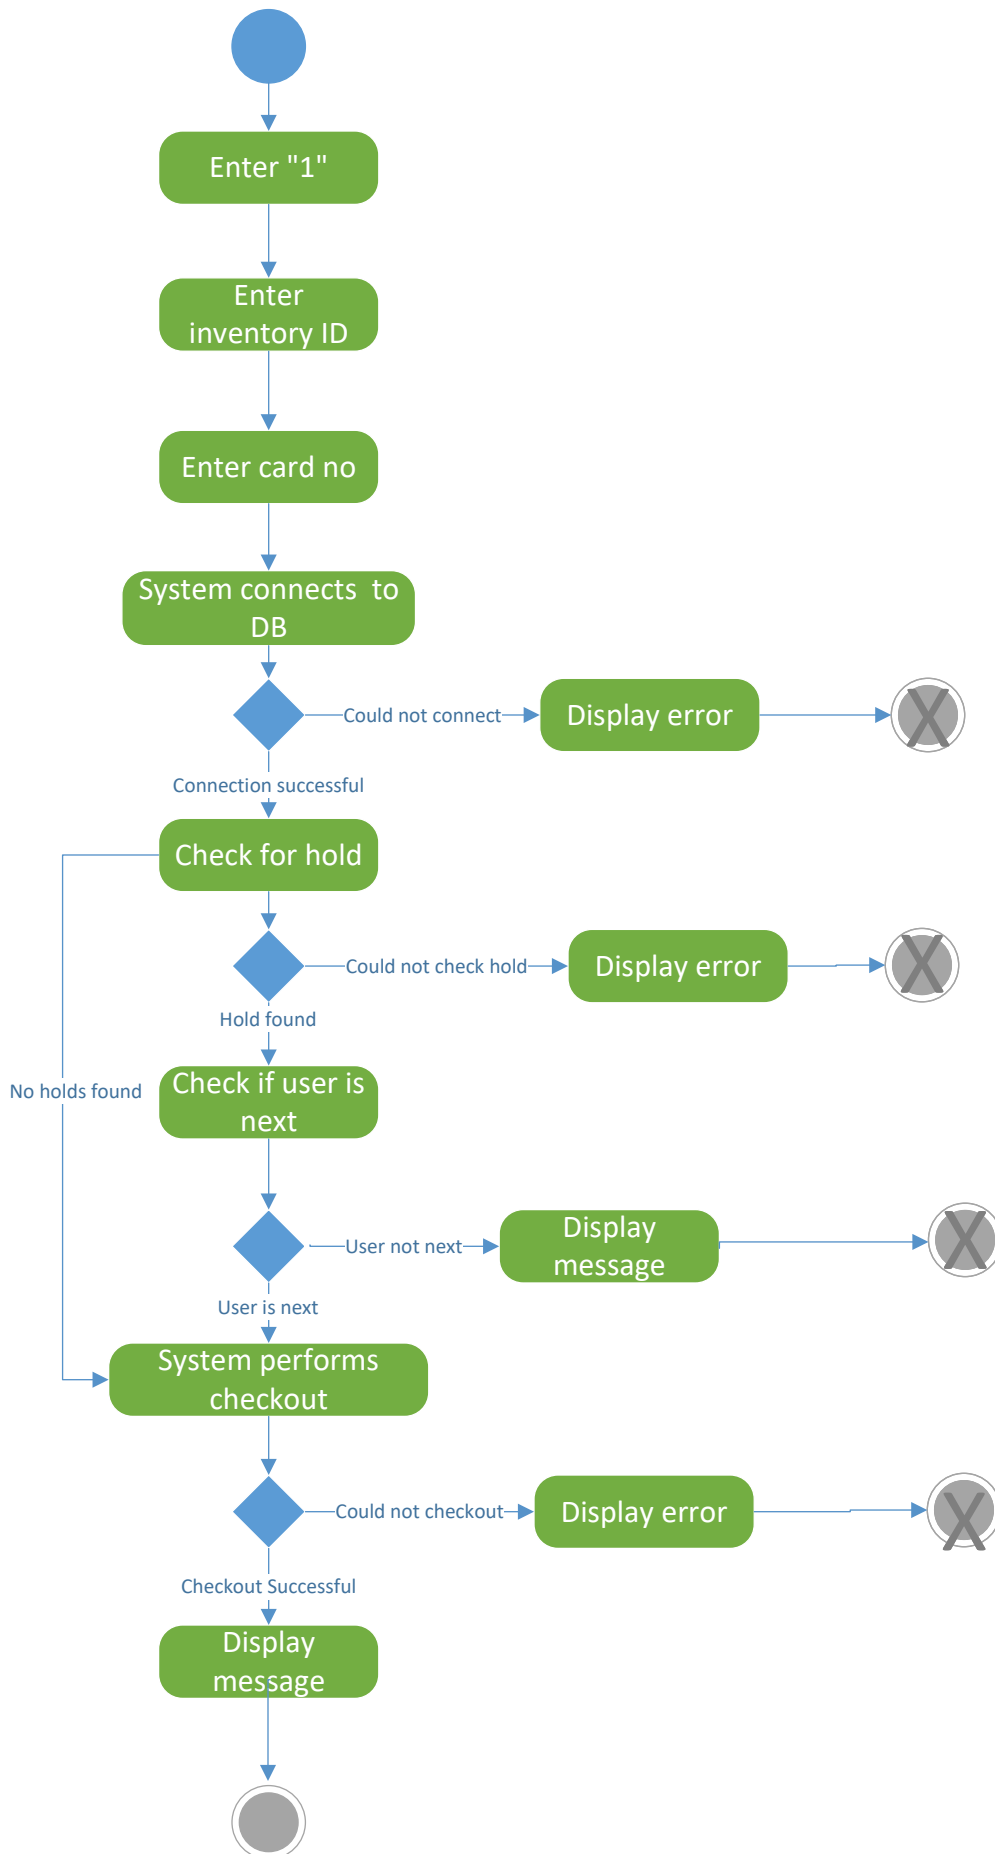 Enter "1"
Enter
inventory ID
Enter card no
System connects  to
DB
Could not connect
Display error
X
Connection successful
Check for hold
Could not check hold
Display error
X
Hold found
No holds found
Check if user is
next
User not next
Display
message
X
User is next
System performs
checkout
Could not checkout
Display error
X
Checkout Successful
Display
message